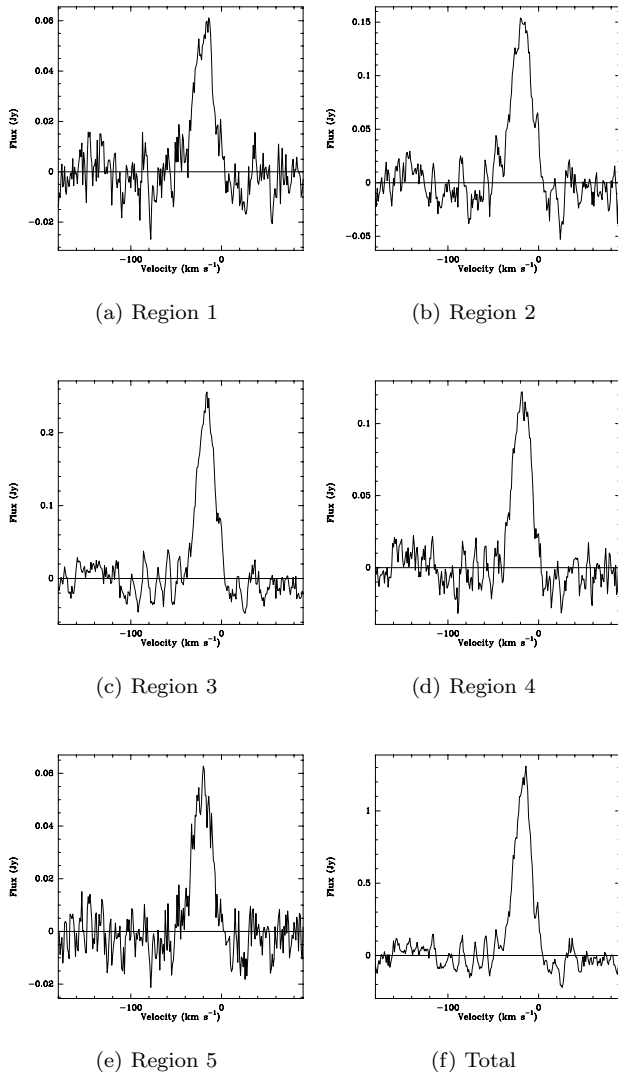 0.06
0.04
0.02
0
−0.02
Flux (Jy)
−100 0
Velocity (km s⁻¹)
(a) Region 1
0.15
0.1
0.05
0
−0.05
Flux (Jy)
−100 0
Velocity (km s⁻¹)
(b) Region 2
0.2
0.1
0
Flux (Jy)
−100 0
Velocity (km s⁻¹)
(c) Region 3
0.1
0.05
0
Flux (Jy)
−100 0
Velocity (km s⁻¹)
(d) Region 4
0.06
0.04
0.02
0
−0.02
Flux (Jy)
−100 0
Velocity (km s⁻¹)
(e) Region 5
1
0.5
0
Flux (Jy)
−100 0
Velocity (km s⁻¹)
(f) Total